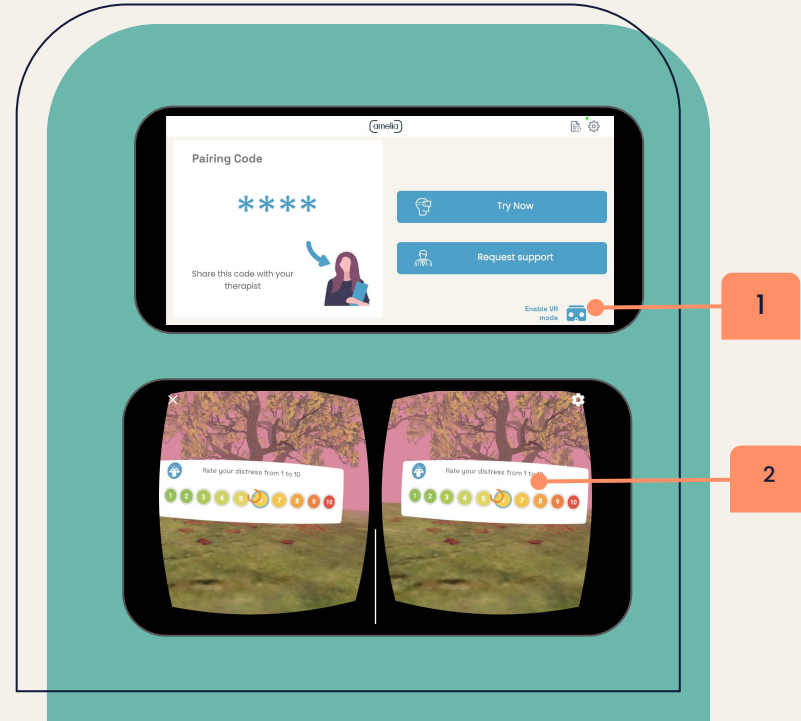 amelia
Pairing Code
****
Share this code with your
therapist
Try Now
Request support
Enable VR
mode
1
Rate your distress from 1 to 10
1 2 3 4 5 7 8 9 10
Rate your distress from 1 to 10
1 2 3 4 5 7 8 9 10
2